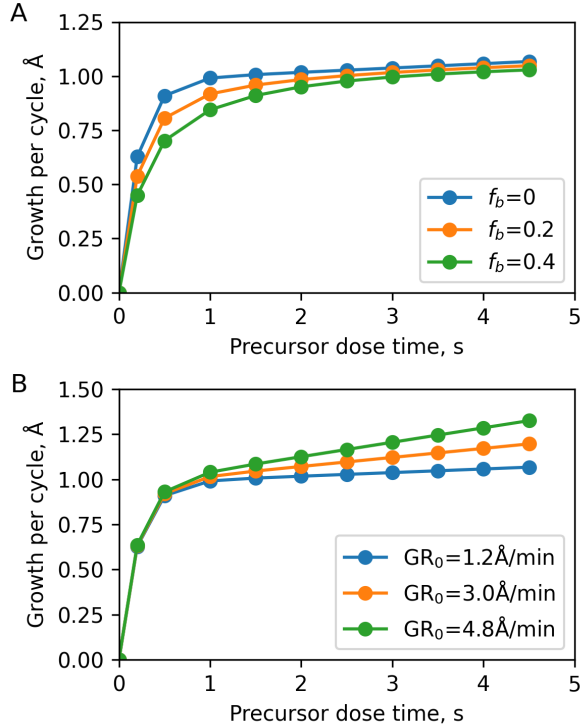 A
1.25
1.00
0.75
0.50
0.25
0.00
Growth per cycle, Å
f_b=0
f_b=0.2
f_b=0.4
0 1 2 3 4 5
Precursor dose time, s
B
1.50
1.25
1.00
0.75
0.50
0.25
0.00
Growth per cycle, Å
GR₀=1.2Å/min
GR₀=3.0Å/min
GR₀=4.8Å/min
0 1 2 3 4 5
Precursor dose time, s